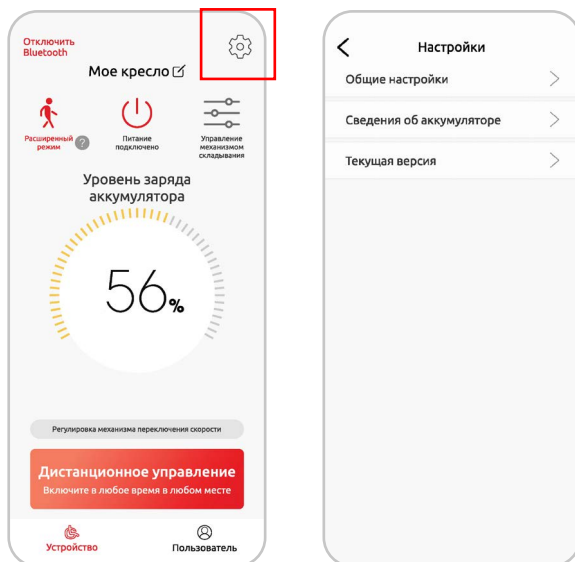 Отключить
Bluetooth
Мое кресло
Расширенный
режим
?
Питание
подключено
Управление
механизмом
складывания
Уровень заряда
аккумулятора
56%
Регулировка механизма переключения скорости
Дистанционное управление
Включите в любое время в любом месте
Устройство
Пользователь
Настройки
Общие настройки
Сведения об аккумуляторе
Текущая версия